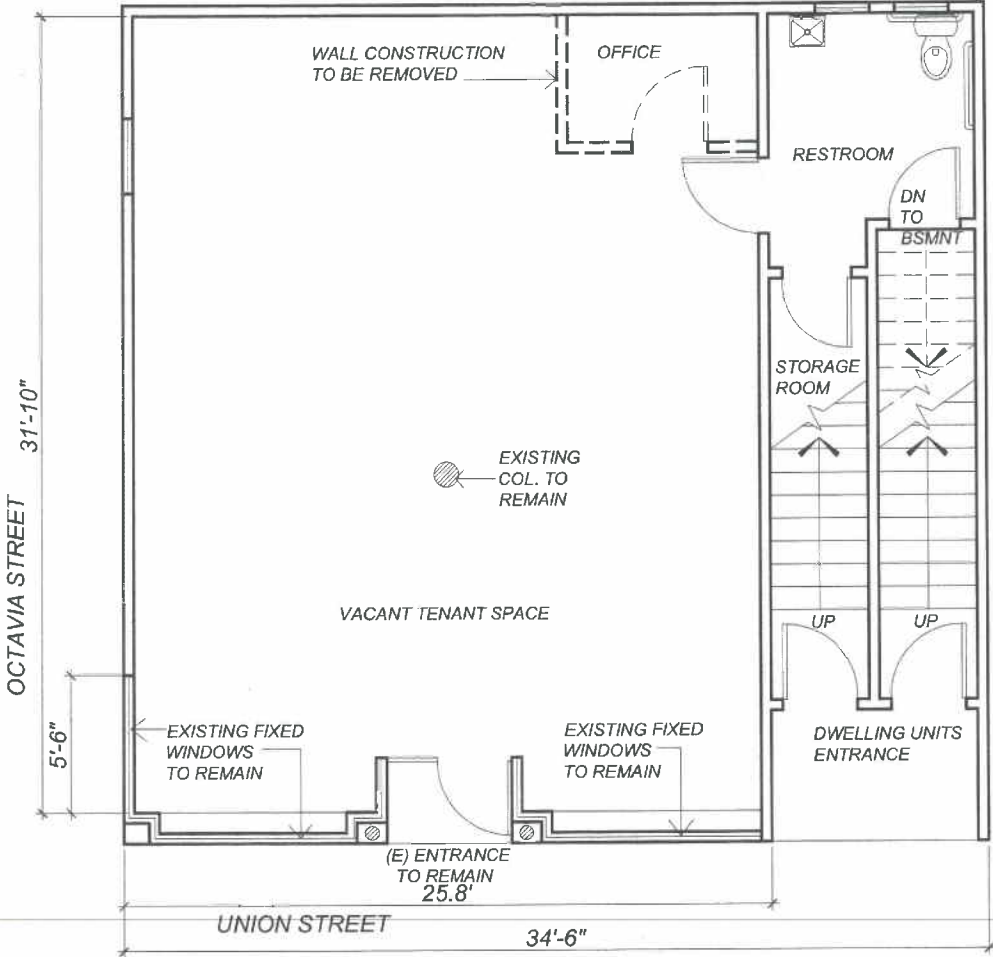 WALL CONSTRUCTION
TO BE REMOVED
OFFICE
RESTROOM
DN
TO
BSMNT
STORAGE
ROOM
31'-10"
EXISTING
COL. TO
REMAIN
OCTAVIA STREET
VACANT TENANT SPACE
UP
UP
5'-6"
EXISTING FIXED
WINDOWS
TO REMAIN
EXISTING FIXED
WINDOWS
TO REMAIN
DWELLING UNITS
ENTRANCE
(E) ENTRANCE
TO REMAIN
25.8'
UNION STREET
34'-6"